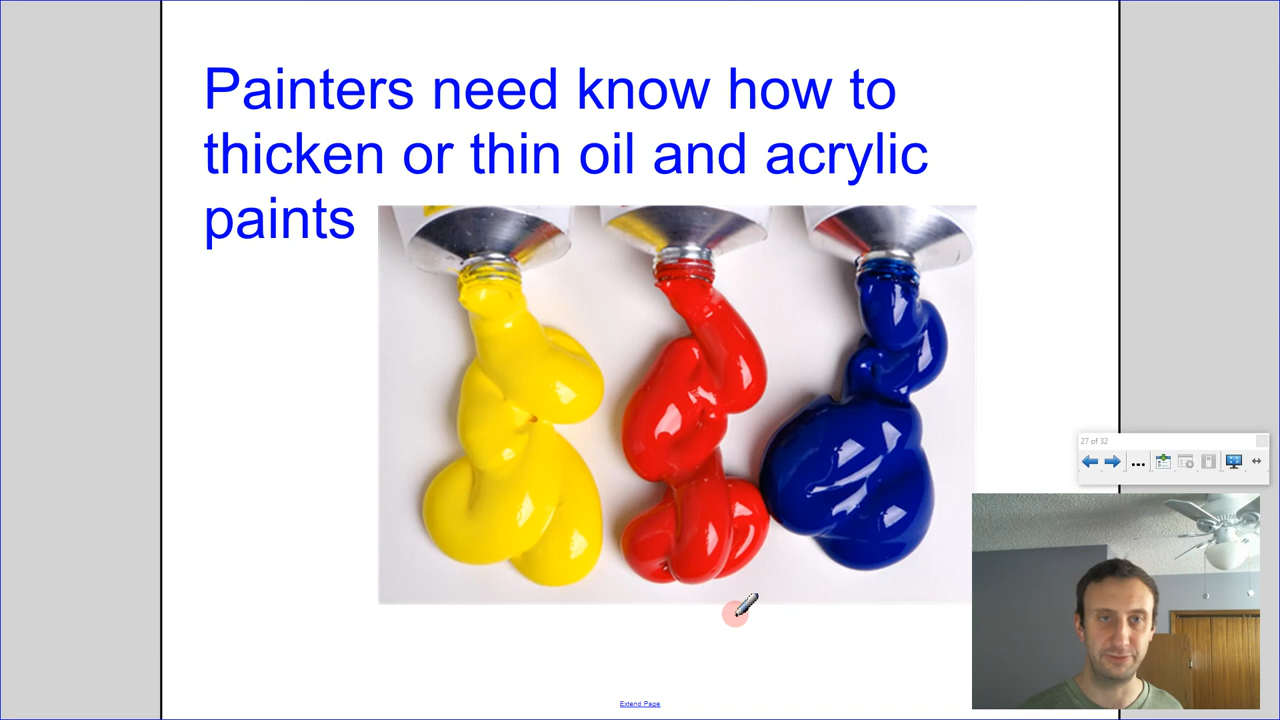 Painters need know how to
thicken or thin oil and acrylic
paints
27 of 32
Extend Page